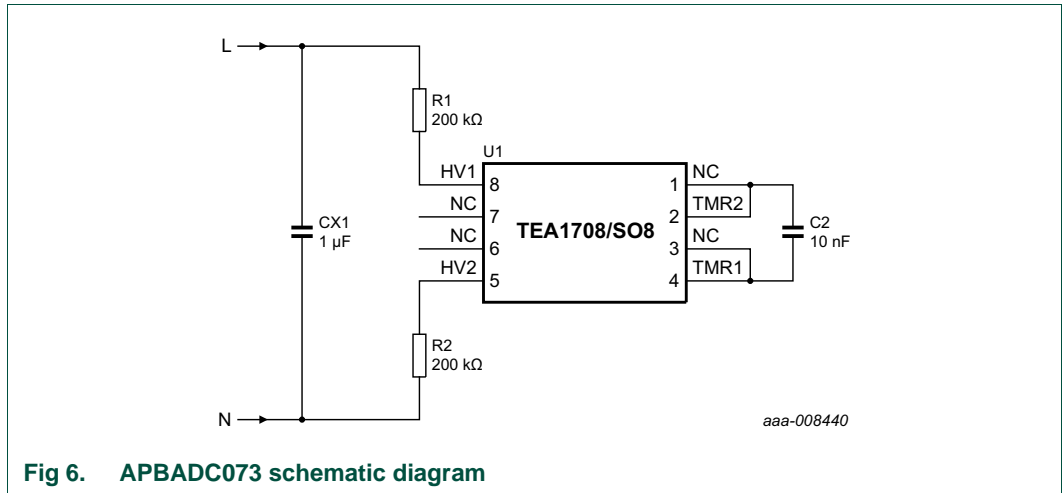 L
R1
200 kΩ
U1
HV1
8
NC
7
NC
6
HV2
5
TEA1708/SO8
1
NC
2
TMR2
3
NC
4
TMR1
C2
10 nF
CX1
1 µF
R2
200 kΩ
N
aaa-008440
Fig 6. APBADC073 schematic diagram